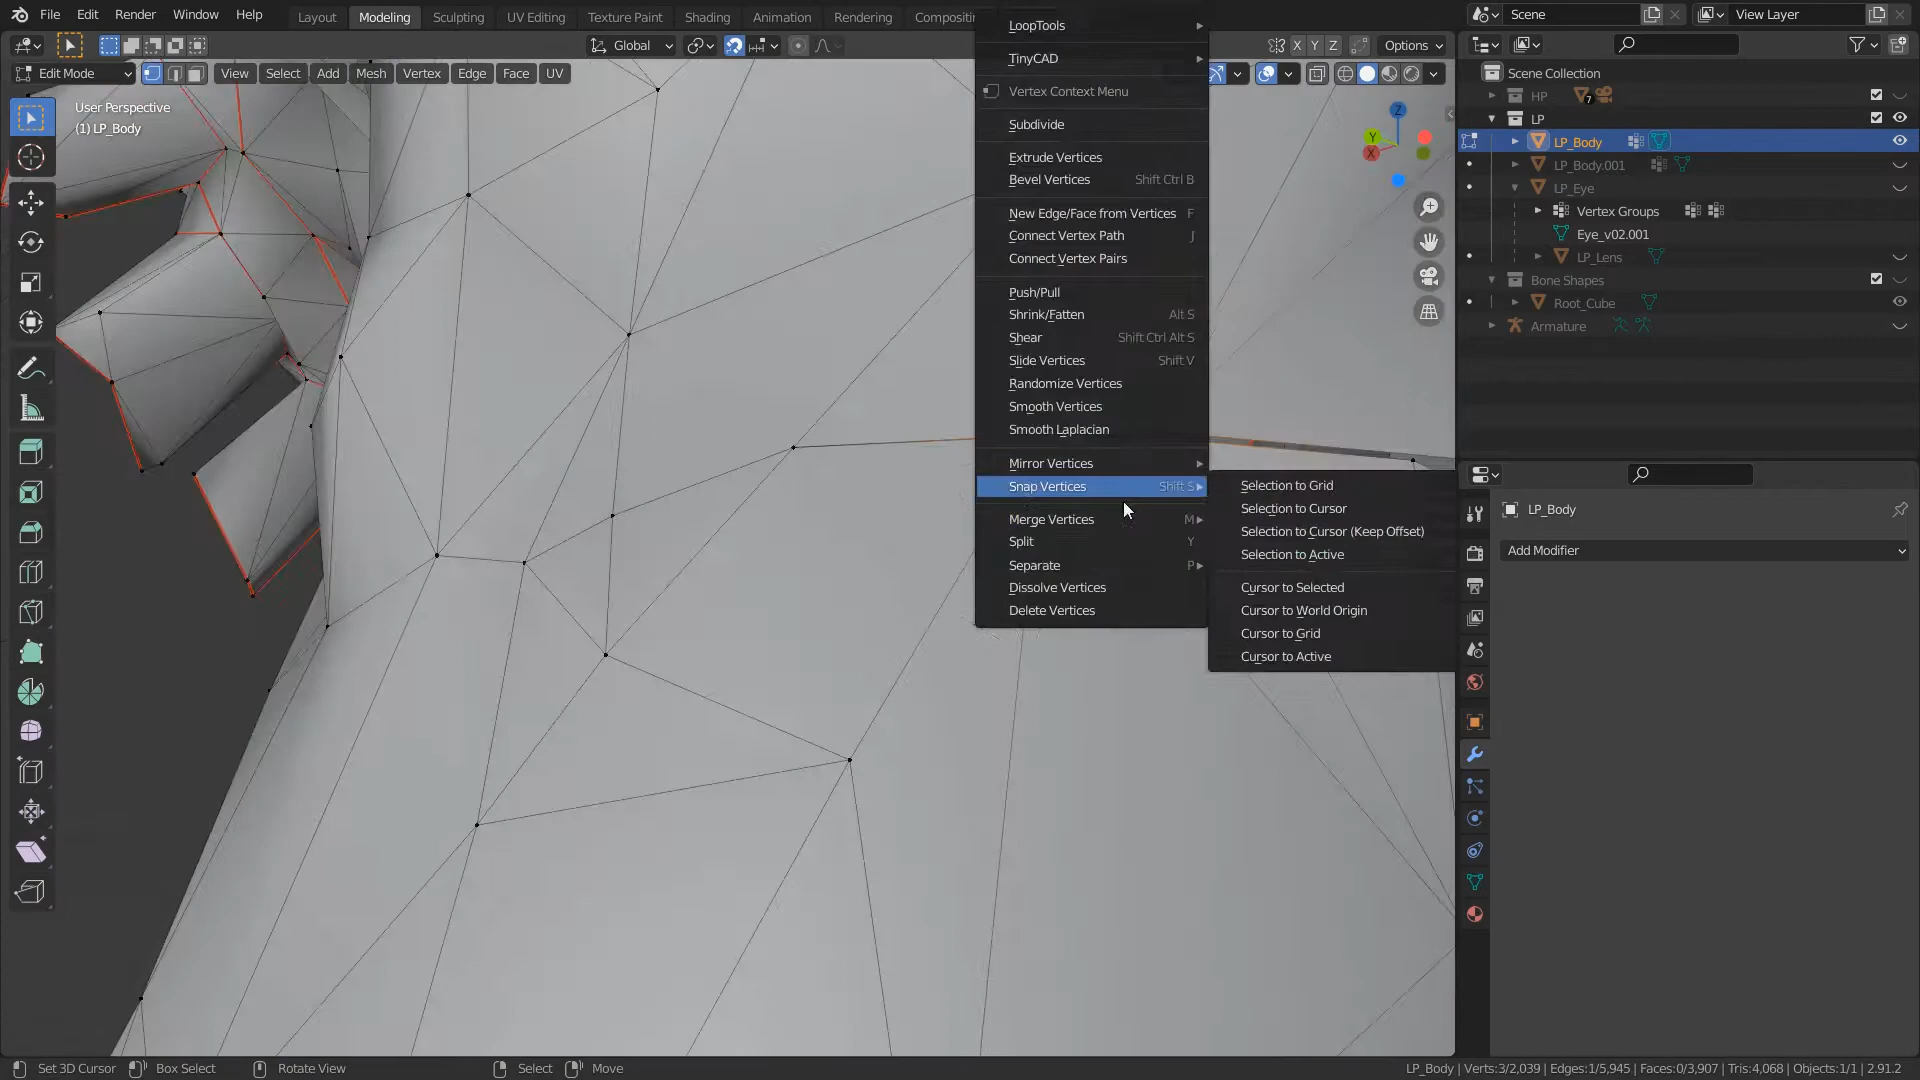 File Edit Render Window Help
Layout Modeling Sculpting UV Editing Texture Paint Shading Animation Rendering
Scene
View Layer
Global
X Y Z
Options
Edit Mode
View Select Add Mesh Vertex Edge Face UV
User Perspective
(1) LP_Body
LoopTools
TinyCAD
Vertex Context Menu
Subdivide
Extrude Vertices
Bevel Vertices Shift Ctrl B
New Edge/Face from Vertices F
Connect Vertex Path J
Connect Vertex Pairs
Push/Pull
Shrink/Fatten Alt S
Shear Shift Ctrl Alt S
Slide Vertices Shift V
Randomize Vertices
Smooth Vertices
Smooth Laplacian
Mirror Vertices
Snap Vertices Shift S
Merge Vertices M
Split Y
Separate P
Dissolve Vertices
Delete Vertices
Selection to Grid
Selection to Cursor
Selection to Cursor (Keep Offset)
Selection to Active
Cursor to Selected
Cursor to World Origin
Cursor to Grid
Cursor to Active
Z
Y
X
Scene Collection
HP 7
LP
LP_Body
LP_Body.001
LP_Eye
Vertex Groups
Eye_v02.001
LP_Lens
Bone Shapes
Root_Cube
Armature
LP_Body
Add Modifier
Set 3D Cursor Box Select Rotate View Select Move
LP_Body | Verts:3/2,039 | Edges:1/5,945 | Faces:0/3,907 | Tris:4,068 | Objects:1/1 | 2.91.2